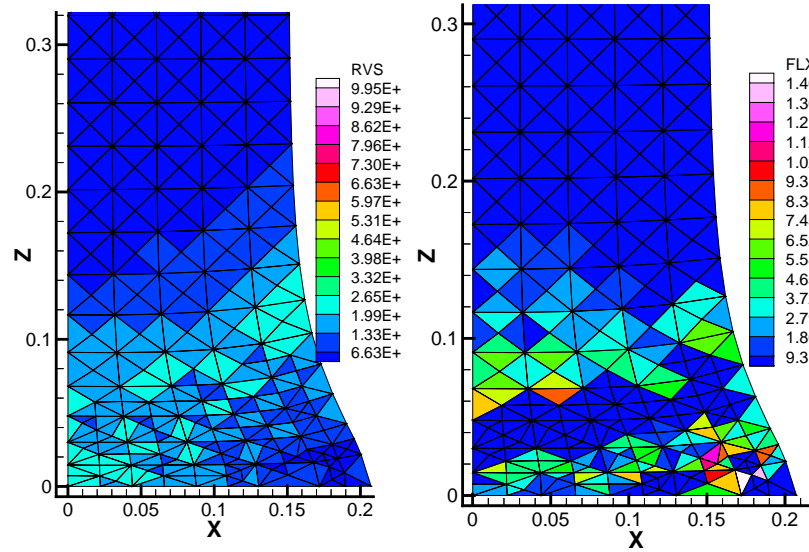 RVS
9.95E+
9.29E+
8.62E+
7.96E+
7.30E+
6.63E+
5.97E+
5.31E+
4.64E+
3.98E+
3.32E+
2.65E+
1.99E+
1.33E+
6.63E+
0.3
0.2
0.1
0
Z
0
0.05
0.1
0.15
0.2
X
FLX
1.4
1.3
1.2
1.1
1.0
9.3
8.3
7.4
6.5
5.5
4.6
3.7
2.7
1.8
9.3
0.3
0.2
0.1
0
Z
0
0.05
0.1
0.15
0.2
X